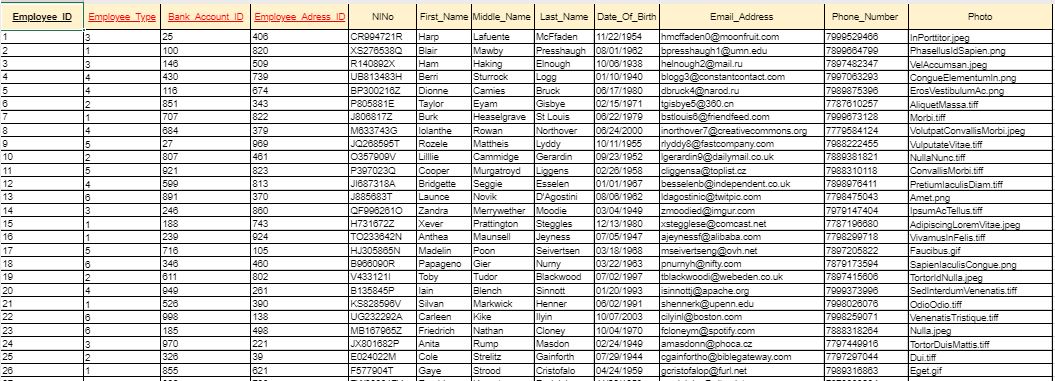 Employee_ID Employee_Type Bank_Account_ID Employee_Adress_ID NINo First_Name Middle_Name Last_Name Date_Of_Birth Email_Address Phone_Number Photo
1 3 25 406 CR994721R Harp Lafuente McFfaden 11/22/1954 hmcffaden0@moonfruit.com 7999529466 InPorttitor.jpeg
2 1 100 820 XS276538Q Blair Mawby Presshaugh 08/01/1962 bpresshaugh1@umn.edu 7899664799 PhasellusIdSapien.png
3 3 146 509 R140892X Ham Haking Elnough 10/06/1938 helnough2@mail.ru 7897482347 VelAccumsan.jpeg
4 4 430 739 UB813483H Berri Sturrock Logg 01/10/1940 blogg3@constantcontact.com 7997063293 CongueElementumIn.png
5 4 116 674 BP300216Z Dionne Camies Bruck 06/17/1980 dbruck4@narod.ru 7989875396 ErosVestibulumAc.png
6 2 851 343 P805881E Taylor Eyam Gisbye 02/15/1971 tgisbye5@360.cn 7787610257 AliquetMassa.tiff
7 1 707 822 J806817Z Burk Heaselgrave St Louis 06/22/1979 bstlouis6@friendfeed.com 7999673128 Morbi.tiff
8 4 684 379 M633743G Iolanthe Rowan Northover 06/24/2000 inorthover7@creativecommons.org 7779584124 VolutpatConvallisMorbi.jpeg
9 5 27 969 JQ268595T Rozele Mattheis Lyddy 10/11/1955 rlyddy8@fastcompany.com 7988222455 VulputateVitae.tiff
10 2 807 461 O357909V Lilllie Cammidge Gerardin 09/23/1952 lgerardin9@dailymail.co.uk 7889381821 NullaNunc.tiff
11 5 921 823 P397023Q Cooper Murgatroyd Liggens 02/26/1958 cliggensa@toplist.cz 7988310118 ConvallisMorbi.tiff
12 4 599 813 JI687318A Bridgette Seggie Esselen 01/01/1967 besselenb@independent.co.uk 7898976411 PretiumIaculisDiam.tiff
13 6 891 370 J885683T Launce Novik D'Agostini 08/06/1962 ldagostinic@twitpic.com 7798475043 Amet.png
14 3 246 860 QF996261O Zandra Merrywether Moodie 03/04/1949 zmoodied@imgur.com 7979147404 IpsumAcTellus.tiff
15 1 188 743 H731672Z Xever Prattington Steggles 12/13/1980 xstegglese@comcast.net 7787196680 AdipiscingLoremVitae.jpeg
16 1 239 924 TO233642N Anthea Maunsell Jeyness 07/05/1947 ajeynessf@alibaba.com 7798299718 VivamusInFelis.tiff
17 5 716 105 HJ305865N Madelin Poon Seivertsen 03/18/1968 mseivertseng@ovh.net 7897205822 Faucibus.gif
18 6 346 460 B966090R Papageno Gier Nurny 03/22/1963 pnurnyh@nifty.com 7879173594 SapienIaculisCongue.png
19 2 611 802 V433121I Toby Tudor Blackwood 07/02/1997 tblackwoodi@webeden.co.uk 7897415606 TortorIdNulla.jpeg
20 4 949 261 B135845P Iain Blench Sinnott 01/20/1993 isinnottj@apache.org 7999373996 SedInterdumVenenatis.tiff
21 1 526 390 KS828596V Silvan Markwick Henner 06/02/1991 shennerk@upenn.edu 7998026076 OdioOdio.tiff
22 6 998 138 UG232292A Carleen Kike Ilyin 10/07/2003 cilyinl@boston.com 7998259071 VenenatisTristique.tiff
23 6 185 498 MB167965Z Friedrich Nathan Cloney 10/04/1970 fcloneym@spotify.com 7888318264 Nulla.jpeg
24 3 970 221 JX801682P Anita Rump Masdon 02/24/1949 amasdonn@phoca.cz 7797449916 TortorDuisMattis.tiff
25 2 326 39 E024022M Cole Strelitz Gainforth 07/29/1944 cgainfortho@biblegateway.com 7797297044 Dui.tiff
26 1 855 621 F577904T Gaye Strood Cristofalo 04/24/1959 gcristofalop@furl.net 7989316863 Eget.gif